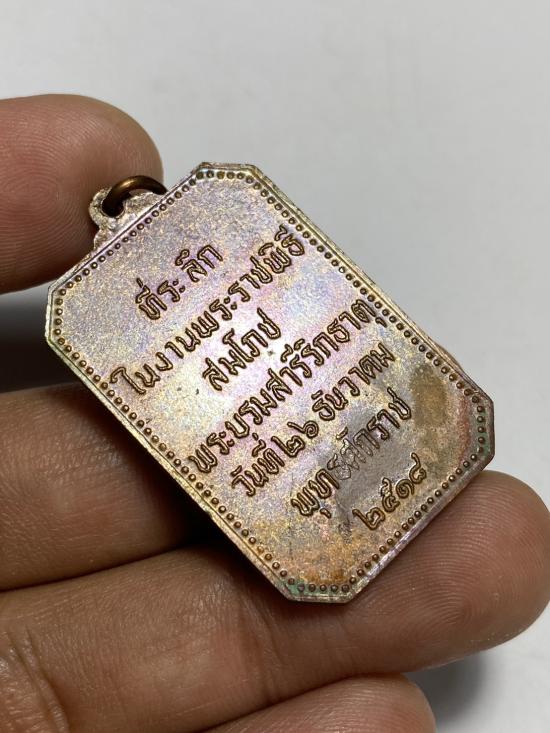 ที่ระลึก
ในงานพระราชพิธี
สมโภช
พระบรมสารีริกธาตุ
วันที่ ๒๖ ธันวาคม
พุทธศักราช
๒๕๑๘